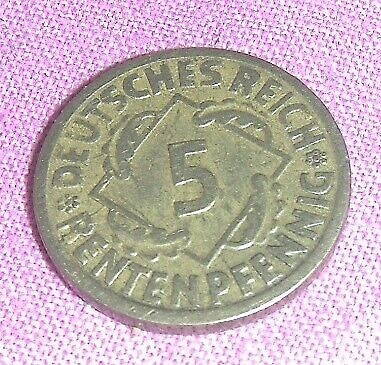 DEUTSCHES REICH
5
RENTENPFENNIG